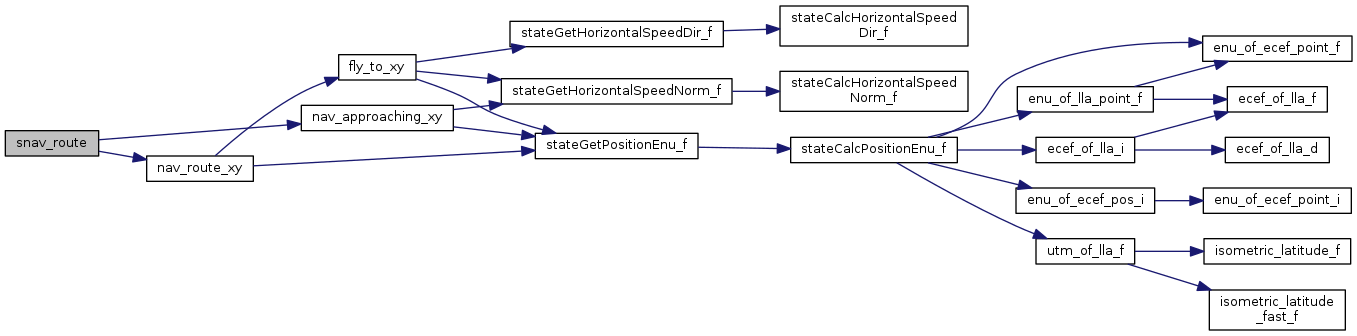 snav_route
fly_to_xy
nav_approaching_xy
nav_route_xy
stateGetHorizontalSpeedDir_f
stateGetHorizontalSpeedNorm_f
stateGetPositionEnu_f
stateCalcHorizontalSpeed
Dir_f
stateCalcHorizontalSpeed
Norm_f
stateCalcPositionEnu_f
enu_of_lla_point_f
ecef_of_lla_i
enu_of_ecef_pos_i
utm_of_lla_f
enu_of_ecef_point_f
ecef_of_lla_f
ecef_of_lla_d
enu_of_ecef_point_i
isometric_latitude_f
isometric_latitude
_fast_f